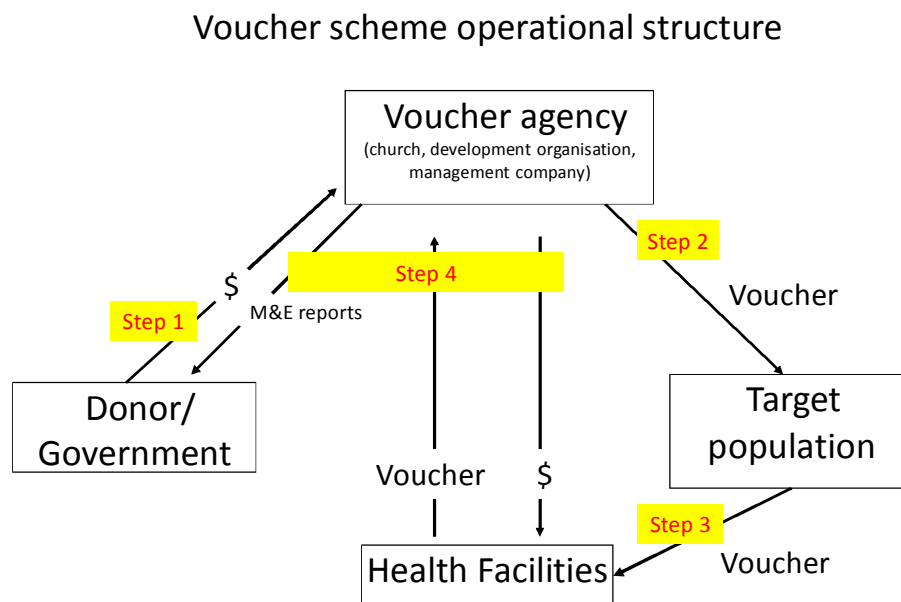 Voucher scheme operational structure
Voucher agency
(church, development organisation,
management company)
Step 2
Step 4
$
Voucher
M&E reports
Step 1
Donor/
Government
Target
population
Voucher
$
Step 3
Voucher
Health Facilities